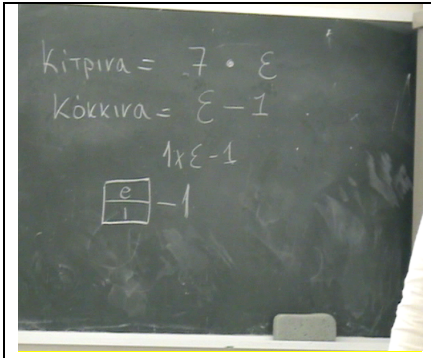 Κίτρινα = 7 · ε
Κόκκινα = ε - 1
1xε-1
e
1
-1